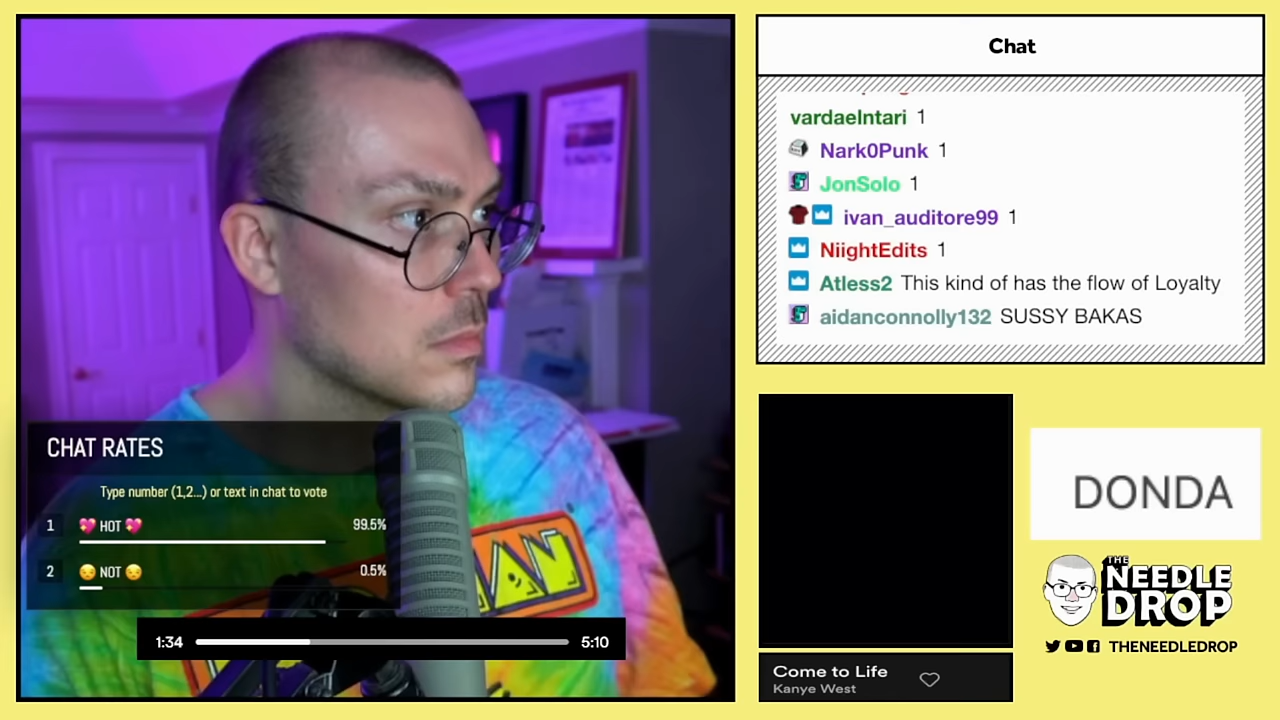 CHAT RATES
Type number (1,2...) or text in chat to vote
1 💖 HOT 💖 99.5%
2 😒 NOT 😒 0.5%
1:34 5:10
Chat
vardaelntari 1
Nark0Punk 1
JonSolo 1
ivan_auditore99 1
NiightEdits 1
Atless2 This kind of has the flow of Loyalty
aidanconnolly132 SUSSY BAKAS
DONDA
THE
NEEDLE
DROP
THENEEDLEDROP
Come to Life
Kanye West